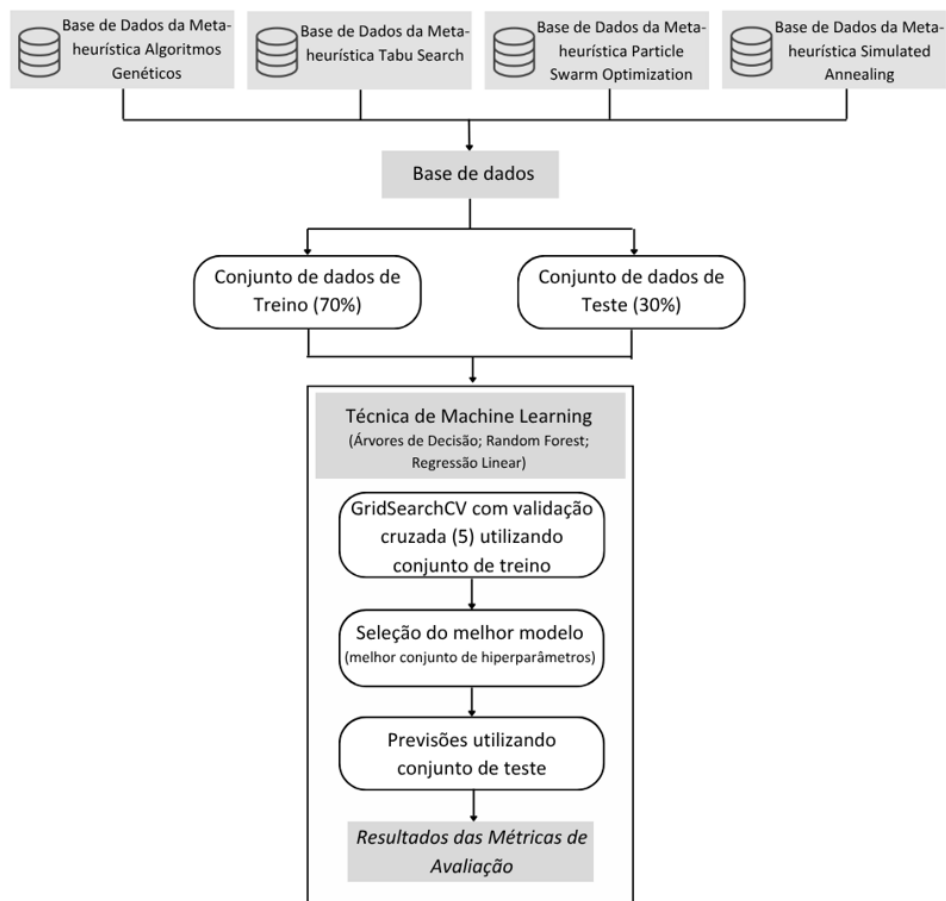 Base de Dados da Meta-
heurística Algoritmos
Genéticos
Base de Dados da Meta-
heurística Tabu Search
Base de Dados da Meta-
heurística Particle
Swarm Optimization
Base de Dados da Meta-
heurística Simulated
Annealing
Base de dados
Conjunto de dados de
Treino (70%)
Conjunto de dados de
Teste (30%)
Técnica de Machine Learning
(Árvores de Decisão; Random Forest;
Regressão Linear)
GridSearchCV com validação
cruzada (5) utilizando
conjunto de treino
Seleção do melhor modelo
(melhor conjunto de hiperparâmetros)
Previsões utilizando
conjunto de teste
Resultados das Métricas de
Avaliação